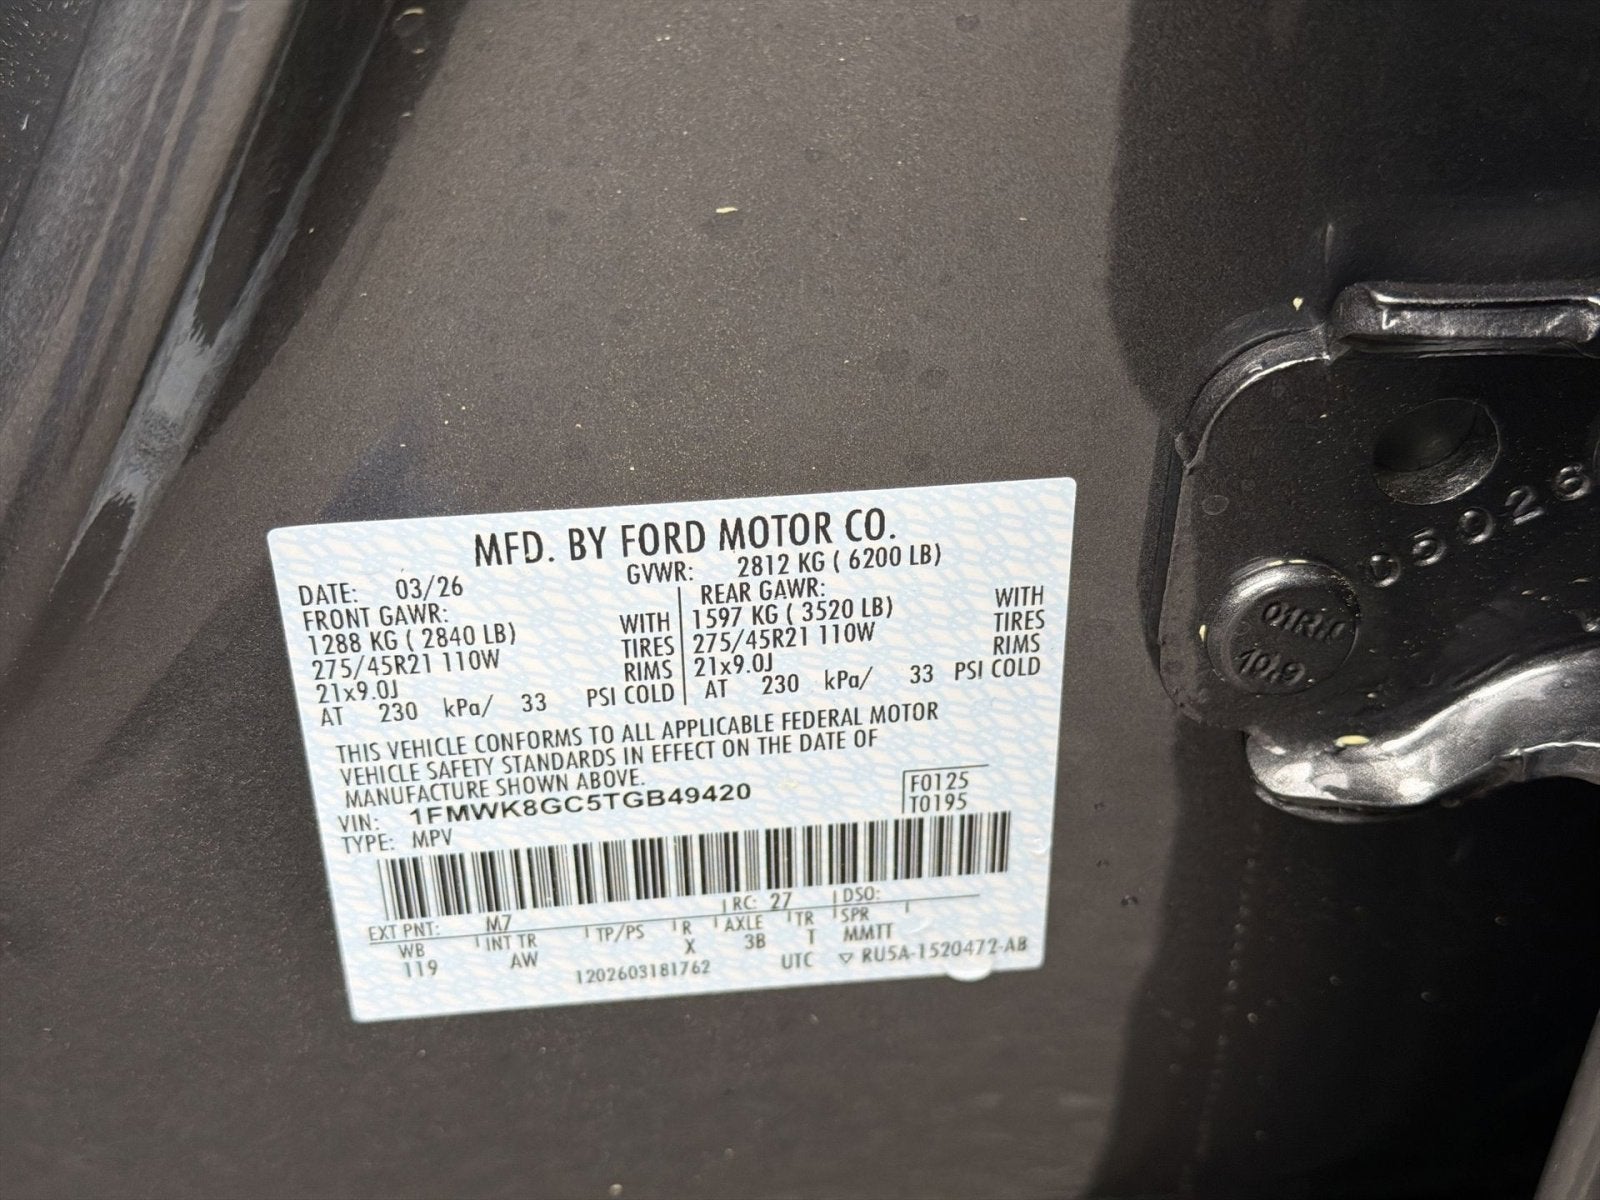 MFD. BY FORD MOTOR CO.
DATE: 03/26
GVWR: 2812 KG ( 6200 LB)
FRONT GAWR:
1288 KG ( 2840 LB) WITH
275/45R21 110W TIRES
21x9.0J RIMS
AT 230 kPa/ 33 PSI COLD
REAR GAWR:
1597 KG ( 3520 LB) WITH
275/45R21 110W TIRES
21x9.0J RIMS
AT 230 kPa/ 33 PSI COLD
THIS VEHICLE CONFORMS TO ALL APPLICABLE FEDERAL MOTOR
VEHICLE SAFETY STANDARDS IN EFFECT ON THE DATE OF
MANUFACTURE SHOWN ABOVE.
VIN: 1FMWK8GC5TGB49420
TYPE: MPV
F0125
T0195
EXT PNT: M7 RC: 27 DSO:
WB INT TR TP/PS R AXLE TR SPR
119 AW X 3B T MMTT
1202603181762 UTC ▽ RU5A-1520472-AB
05026
10.9